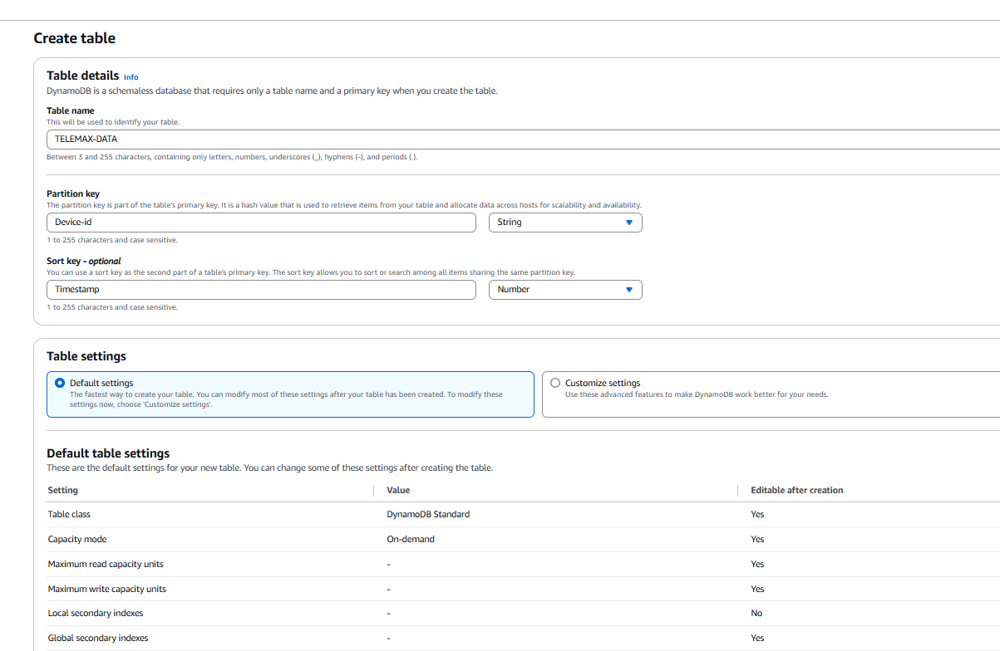 Create table
Table details Info
DynamoDB is a schemaless database that requires only a table name and a primary key when you create the table.
Table name
This will be used to identify your table.
TELEMAX-DATA
Between 3 and 255 characters, containing only letters, numbers, underscores (_), hyphens (-), and periods (.).
Partition key
The partition key is part of the table's primary key. It is a hash value that is used to retrieve items from your table and allocate data across hosts for scalability and availability.
Device-id String
1 to 255 characters and case sensitive.
Sort key - optional
You can use a sort key as the second part of a table's primary key. The sort key allows you to sort or search among all items sharing the same partition key.
Timestamp Number
1 to 255 characters and case sensitive.
Table settings
Default settings
The fastest way to create your table. You can modify most of these settings after your table has been created. To modify these
settings now, choose 'Customize settings'.
Customize settings
Use these advanced features to make DynamoDB work better for your needs.
Default table settings
These are the default settings for your new table. You can change some of these settings after creating the table.
Setting Value Editable after creation
Table class DynamoDB Standard Yes
Capacity mode On-demand Yes
Maximum read capacity units - Yes
Maximum write capacity units - Yes
Local secondary indexes - No
Global secondary indexes - Yes